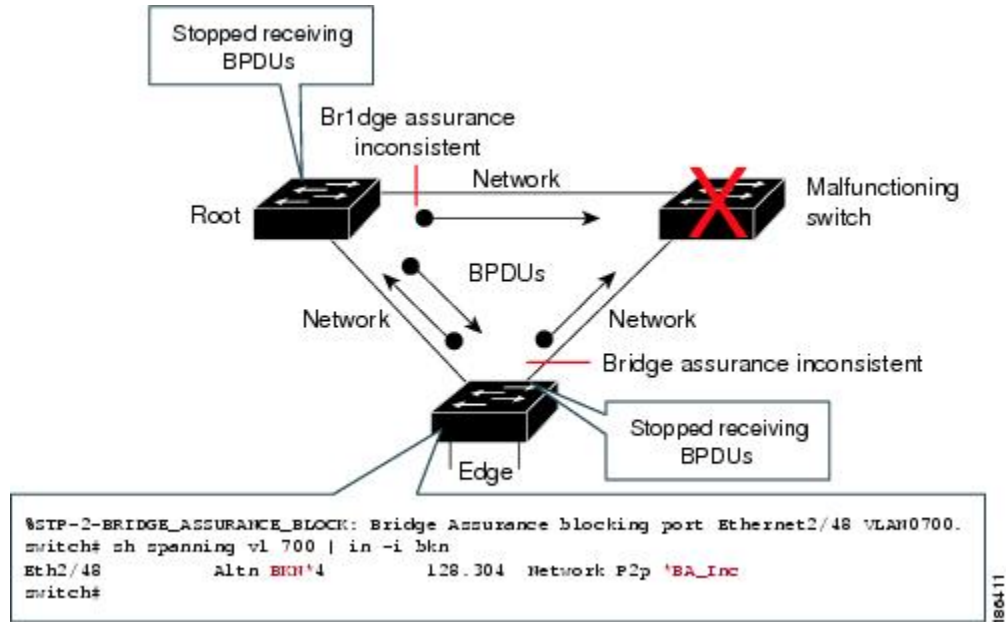 Stopped receiving
BPDUs
Br1dge assurance
inconsistent
Network
Root
Malfunctioning
switch
BPDUs
Network
Network
Bridge assurance inconsistent
Stopped receiving
BPDUs
Edge
%STP-2-BRIDGE_ASSURANCE_BLOCK: Bridge Assurance blocking port Ethernet2/48 VLAN0700.
switch# sh spanning vl 700 | in -i bkn
Eth2/48 Altn BKN*4 128.304 Network P2p *BA_Inc
switch#